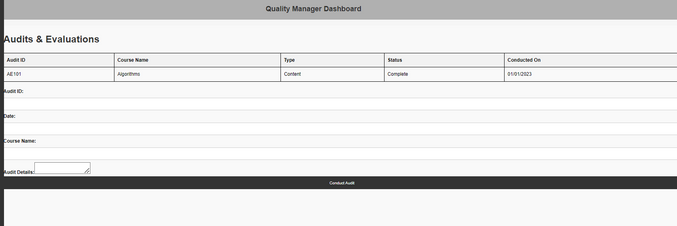 Quality Manager Dashboard
Audits & Evaluations
Audit ID Course Name Type Status Conducted On
AE101 Algorithms Content Complete 01/01/2023
Audit ID:
Date:
Course Name:
Audit Details:
Conduct Audit